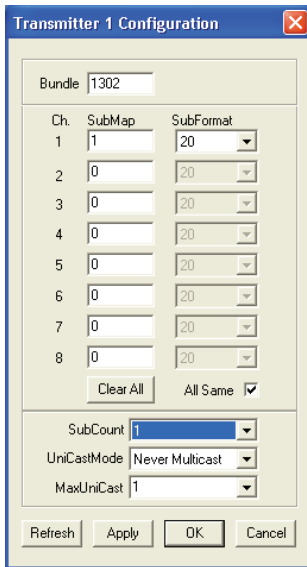 Transmitter 1 Configuration
Bundle 1302
Ch. SubMap SubFormat
1 1 20
2 0 20
3 0 20
4 0 20
5 0 20
6 0 20
7 0 20
8 0 20
Clear All All Same
SubCount 1
UniCastMode Never Multicast
MaxUniCast 1
Refresh Apply OK Cancel